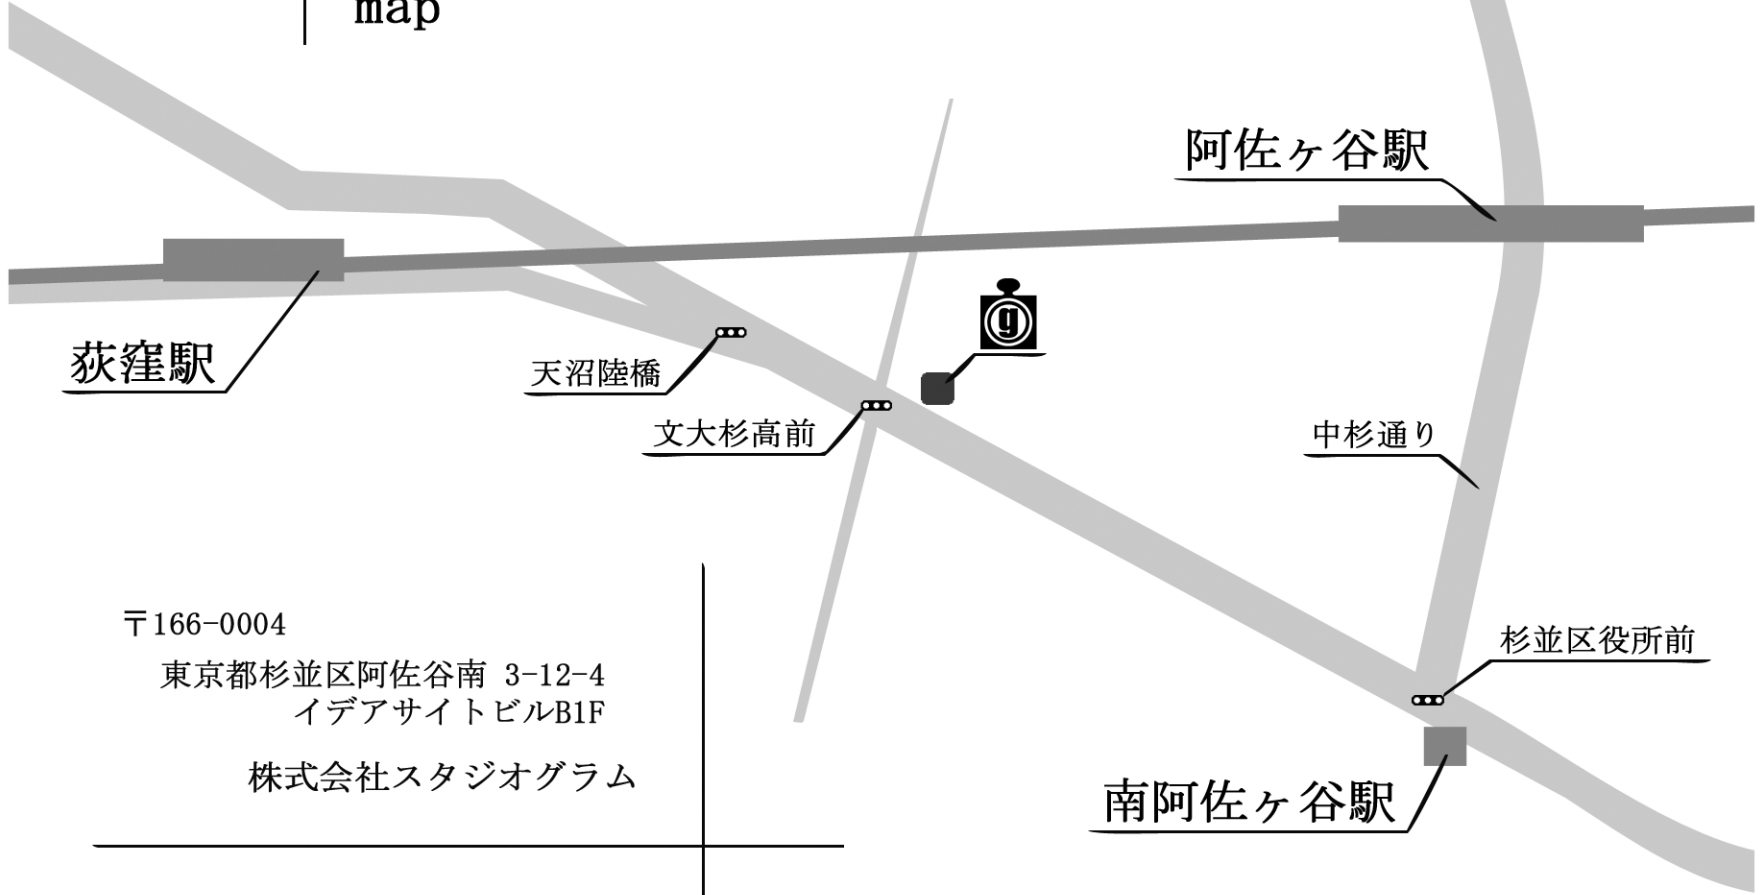 map
阿佐ヶ谷駅
g
荻窪駅
天沼陸橋
文大杉高前
中杉通り
〒166-0004
東京都杉並区阿佐谷南 3-12-4
イデアサイトビルB1F
株式会社スタジオグラム
杉並区役所前
南阿佐ヶ谷駅